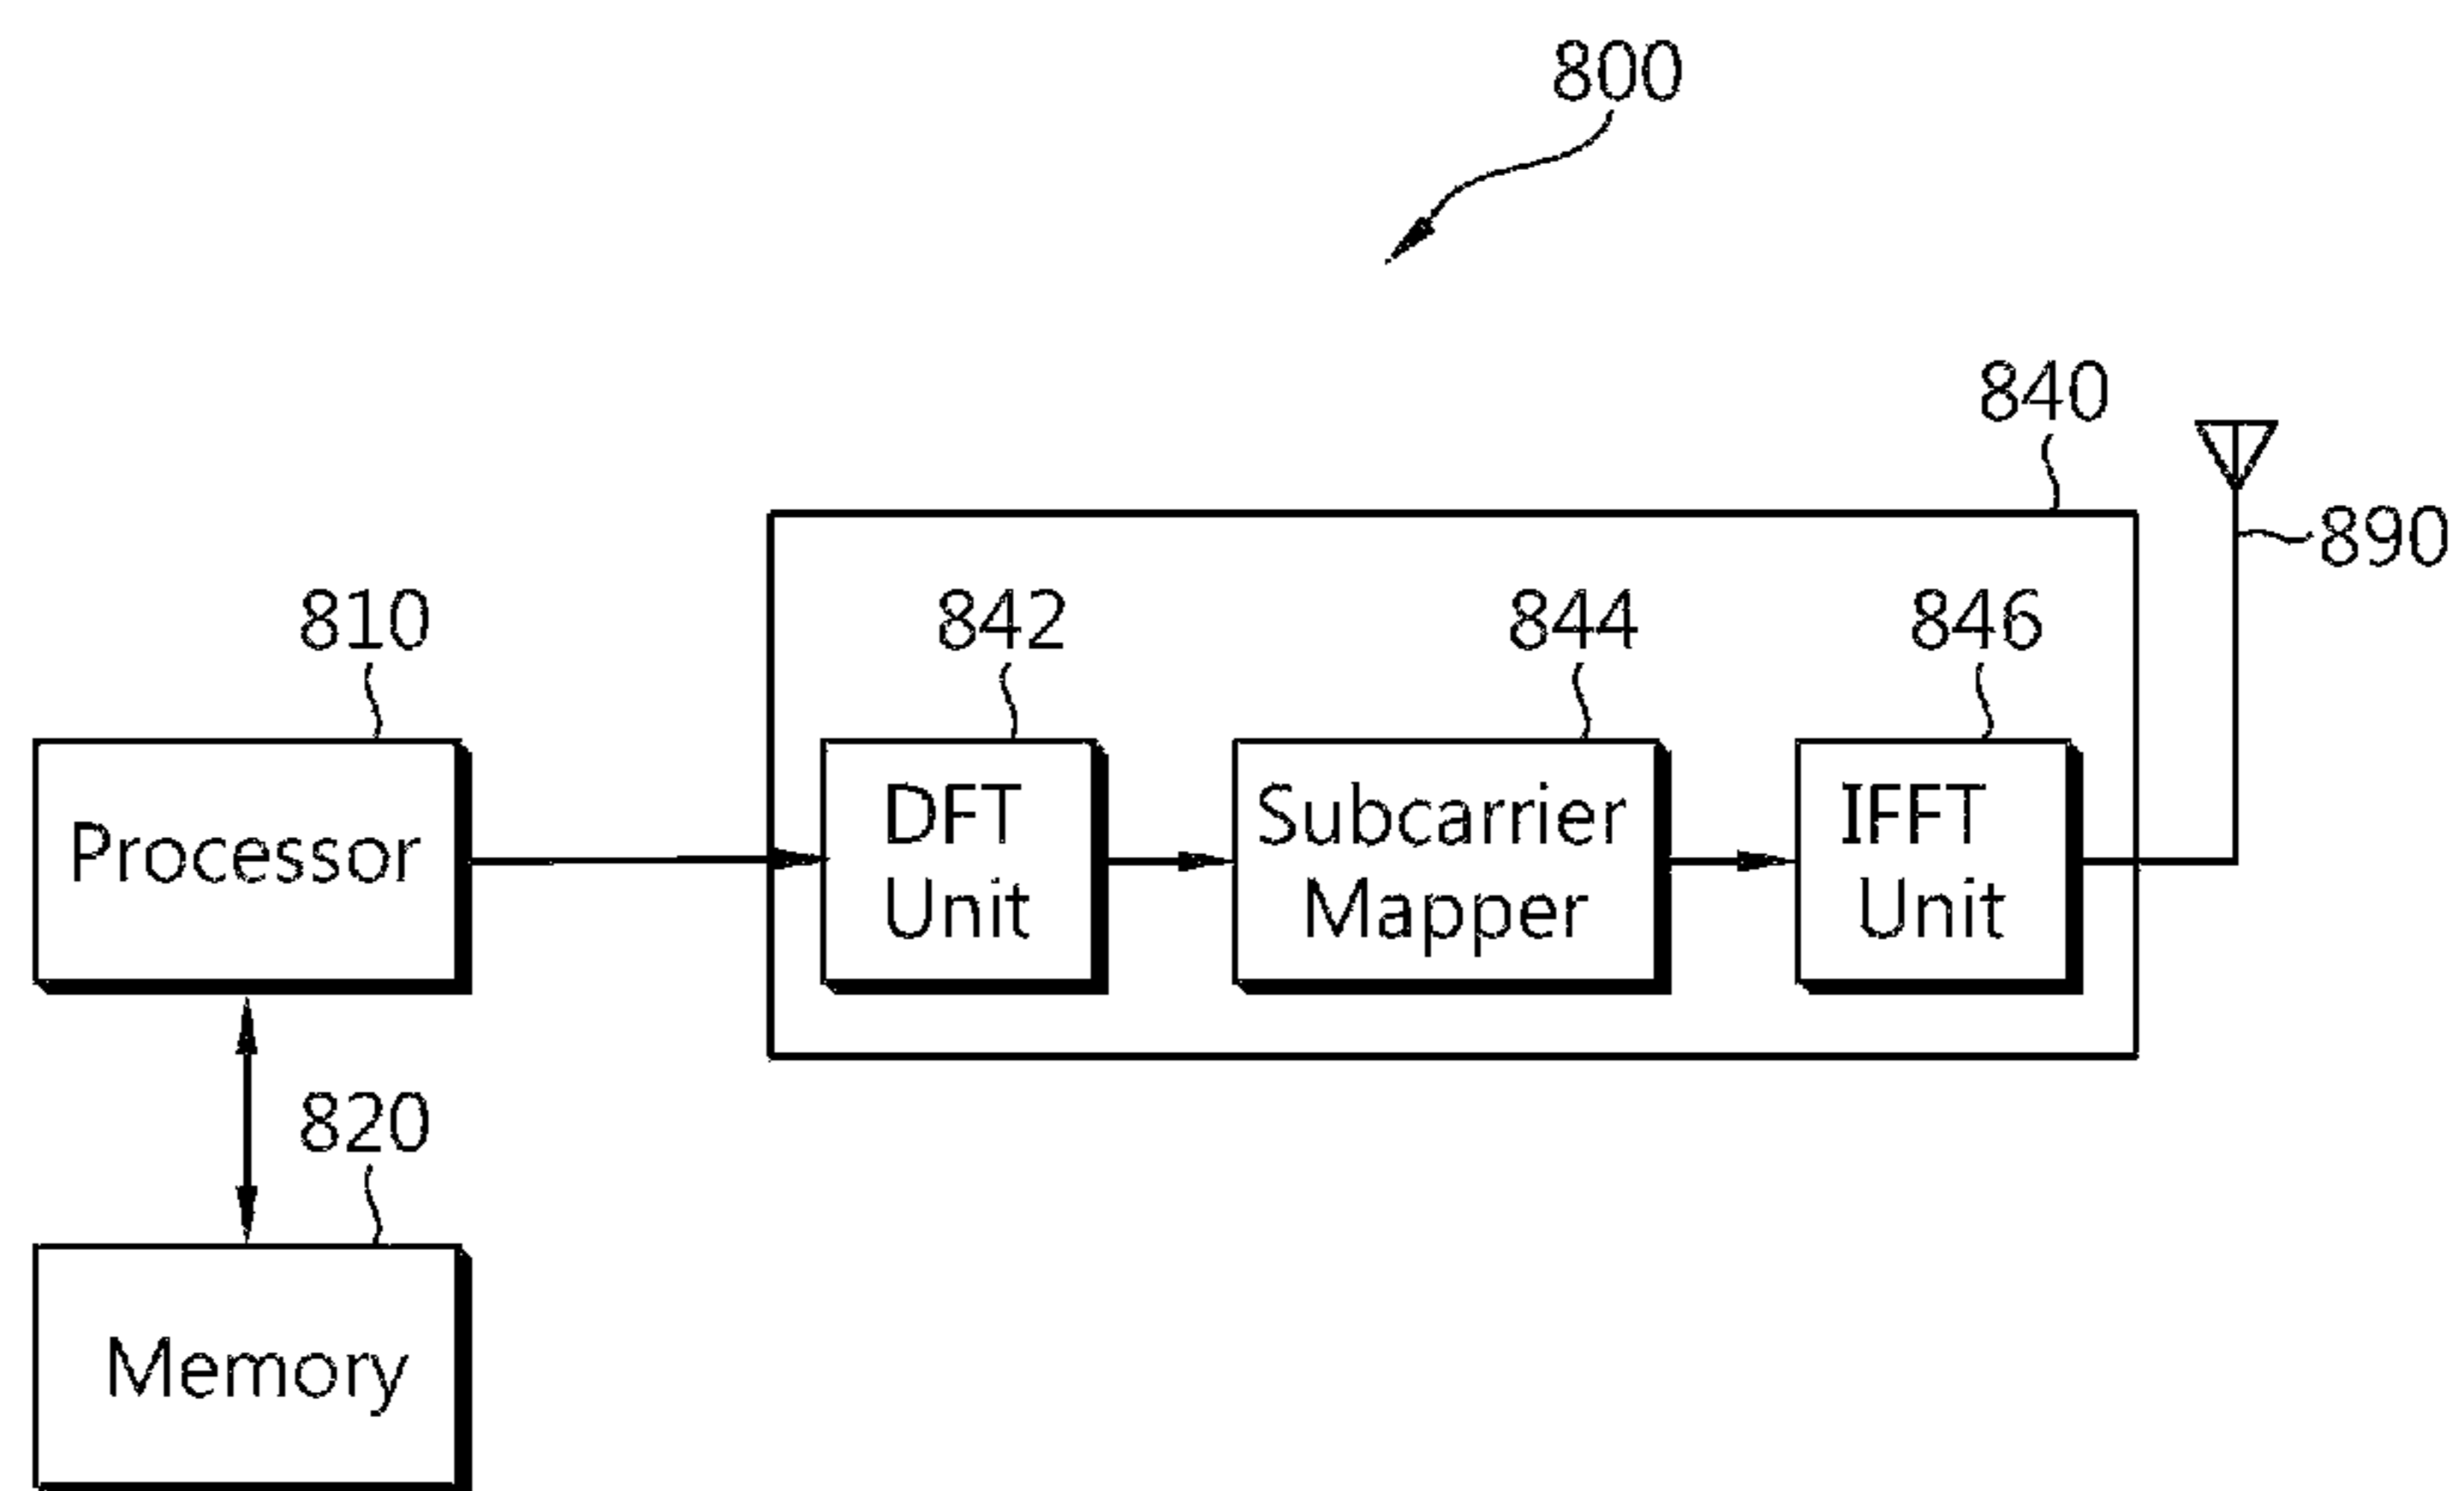 800
840
890
810
842
844
846
Processor
DFT
Unit
Subcarrier
Mapper
IFFT
Unit
820
Memory